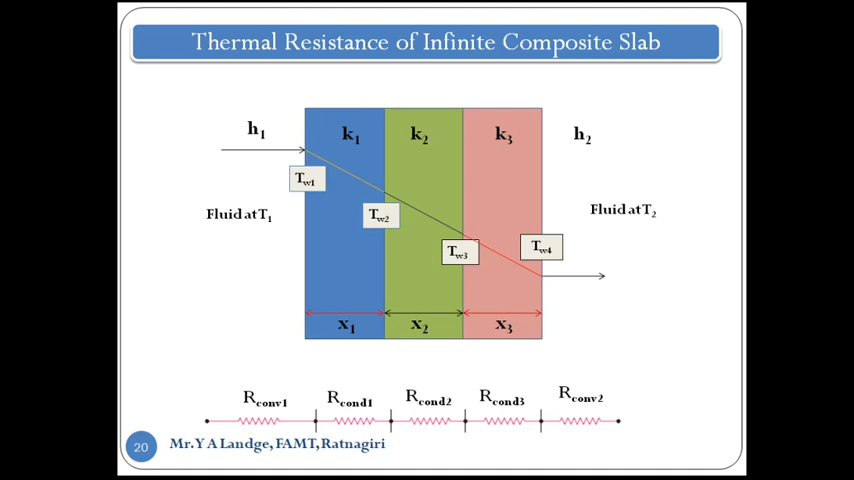 Thermal Resistance of Infinite Composite Slab
h1 k1 k2 k3 h2
Tw1
Fluid at T1
Tw2
Fluid at T2
Tw3
Tw4
x1 x2 x3
Rconv1 Rcond1 Rcond2 Rcond3 Rconv2
20
Mr.Y A Landge, FAMT, Ratnagiri